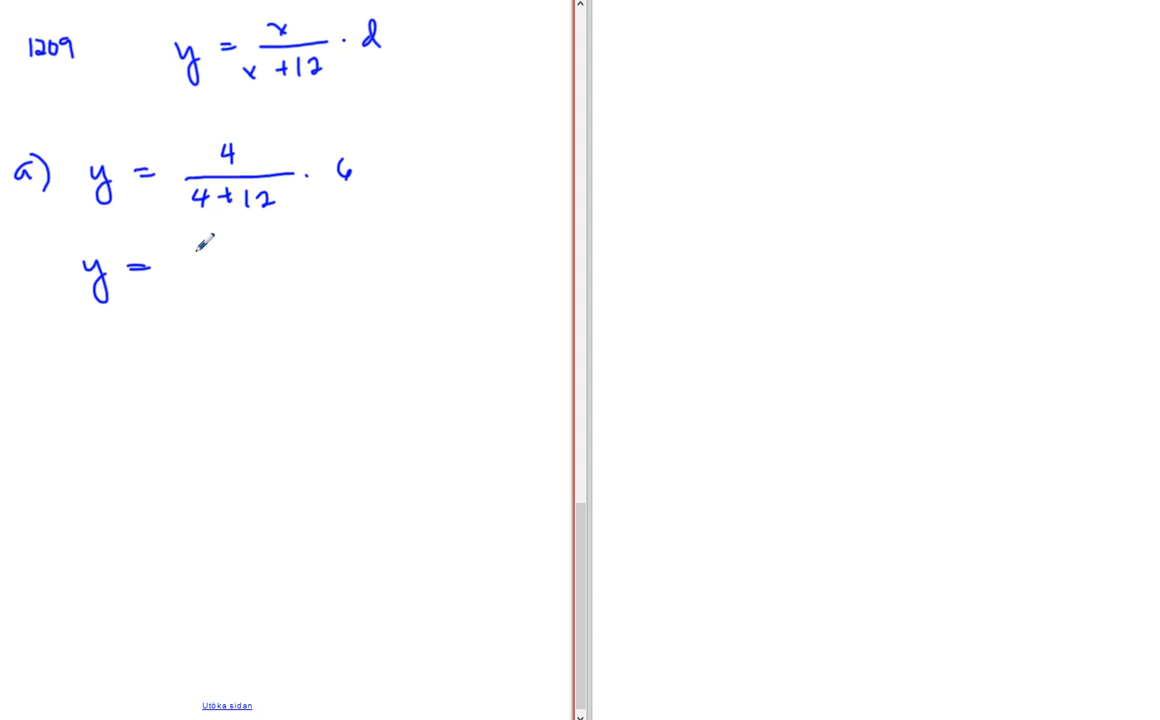 1209 y = x / (x + 12) · d
a) y = 4 / (4 + 12) · 6
y =
Utöka sidan